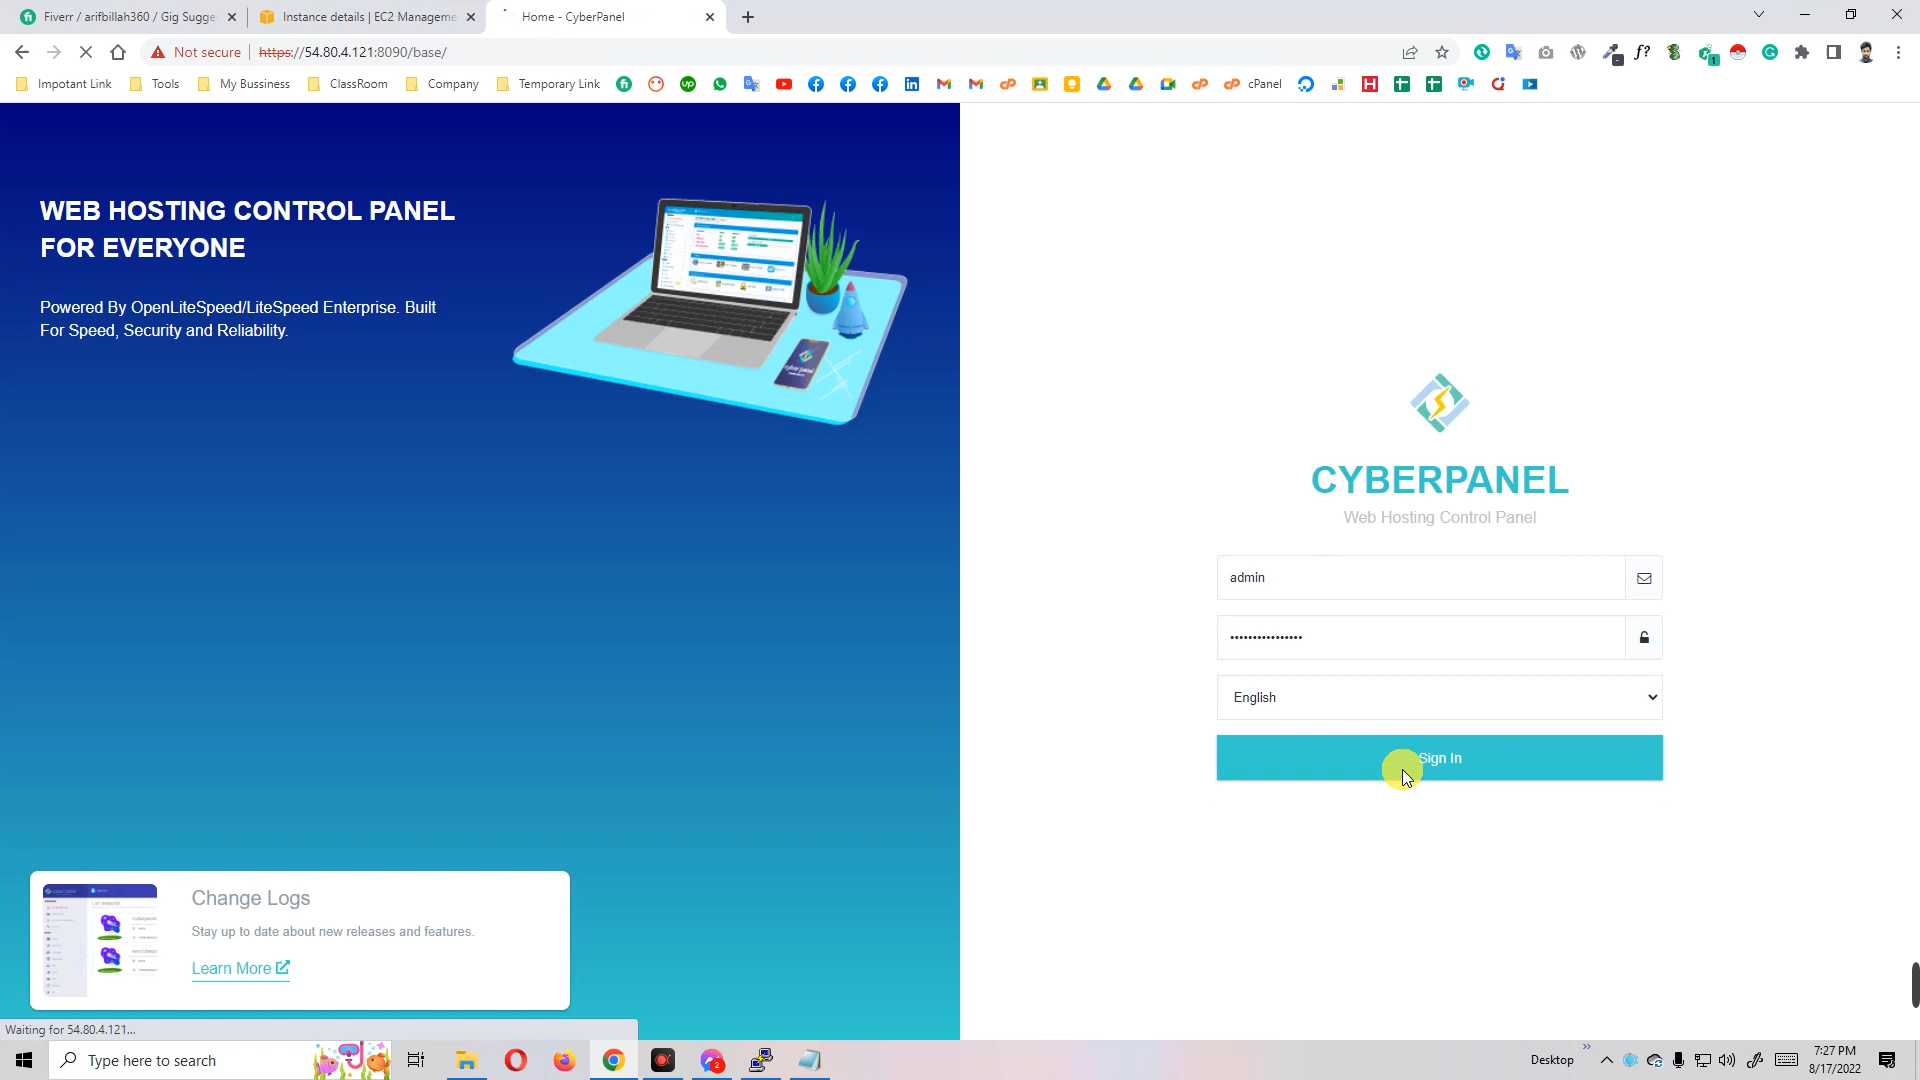 Fiverr / arifbillah360 / Gig Sugges
Instance details | EC2 Manageme
Home - CyberPanel
Not secure
https://54.80.4.121:8090/base/
Impotant Link
Tools
My Bussiness
ClassRoom
Company
Temporary Link
cPanel
WEB HOSTING CONTROL PANEL
FOR EVERYONE
Powered By OpenLiteSpeed/LiteSpeed Enterprise. Built
For Speed, Security and Reliability.
CYBERPANEL
Web Hosting Control Panel
admin
••••••••••••••••
English
Sign In
Change Logs
Stay up to date about new releases and features.
Learn More
Waiting for 54.80.4.121...
Type here to search
Desktop
7:27 PM
8/17/2022